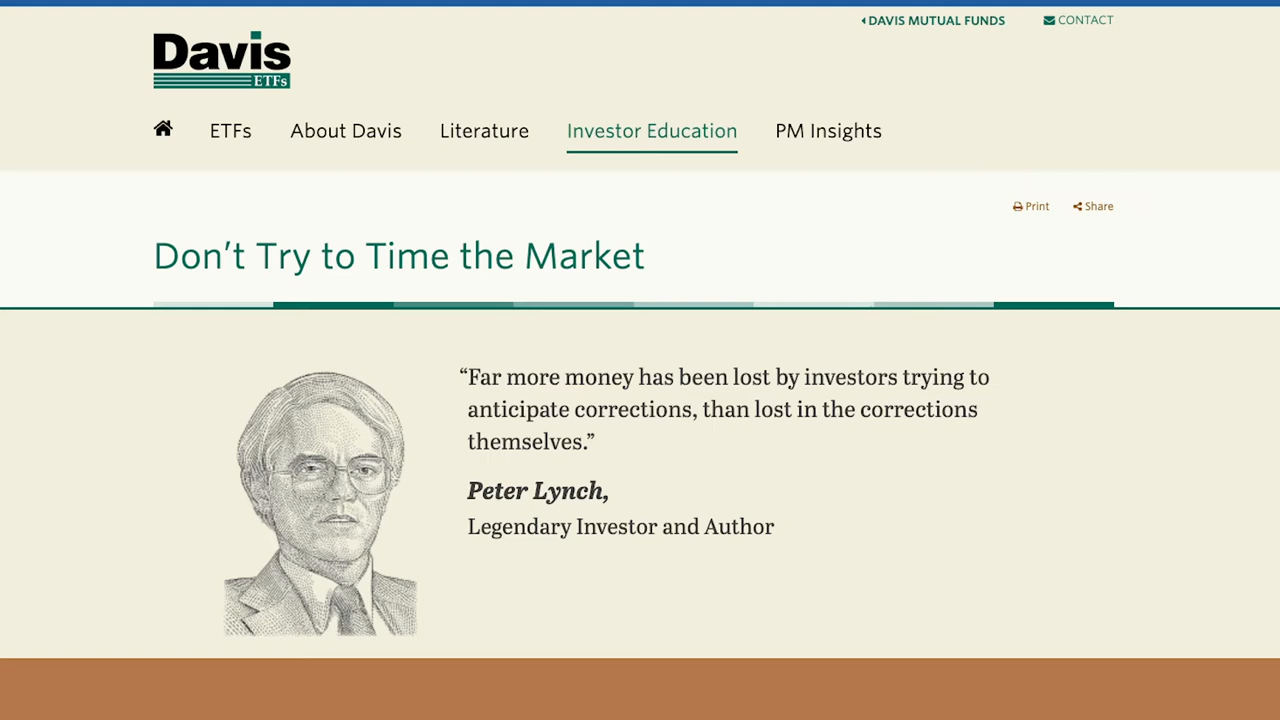 DAVIS MUTUAL FUNDS
CONTACT
Davis
ETFs
ETFs
About Davis
Literature
Investor Education
PM Insights
Print
Share
Don’t Try to Time the Market
“Far more money has been lost by investors trying to
anticipate corrections, than lost in the corrections
themselves.”
Peter Lynch,
Legendary Investor and Author